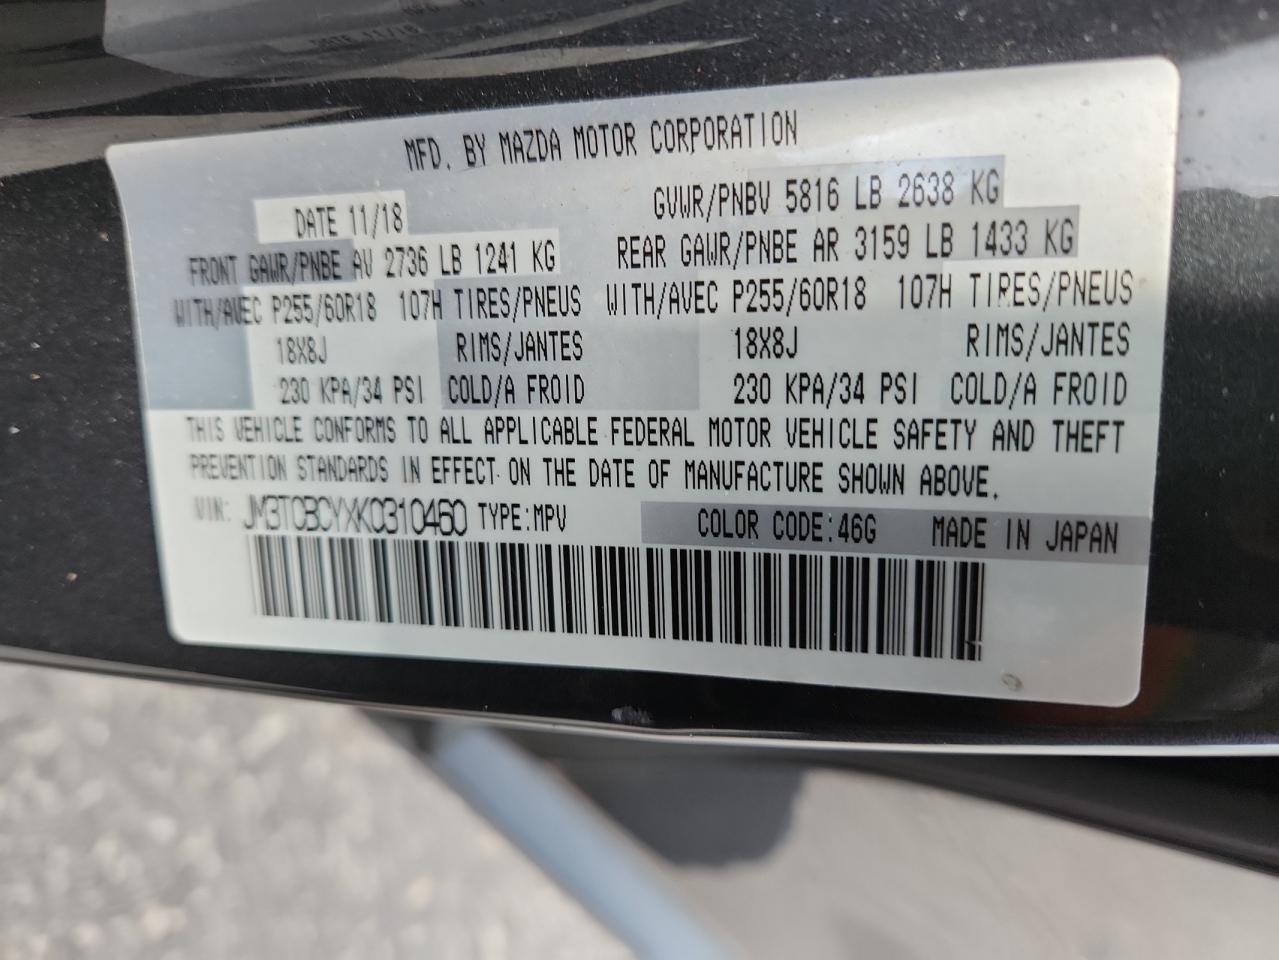 MFD. BY MAZDA MOTOR CORPORATION
DATE 11/18 GVWR/PNBV 5816 LB 2638 KG
FRONT GAWR/PNBE AV 2736 LB 1241 KG REAR GAWR/PNBE AR 3159 LB 1433 KG
WITH/AVEC P255/60R18 107H TIRES/PNEUS WITH/AVEC P255/60R18 107H TIRES/PNEUS
18X8J RIMS/JANTES 18X8J RIMS/JANTES
230 KPA/34 PSI COLD/A FROID 230 KPA/34 PSI COLD/A FROID
THIS VEHICLE CONFORMS TO ALL APPLICABLE FEDERAL MOTOR VEHICLE SAFETY AND THEFT
PREVENTION STANDARDS IN EFFECT ON THE DATE OF MANUFACTURE SHOWN ABOVE.
VIN: JM3TCBCYXK0310460 TYPE:MPV COLOR CODE:46G MADE IN JAPAN